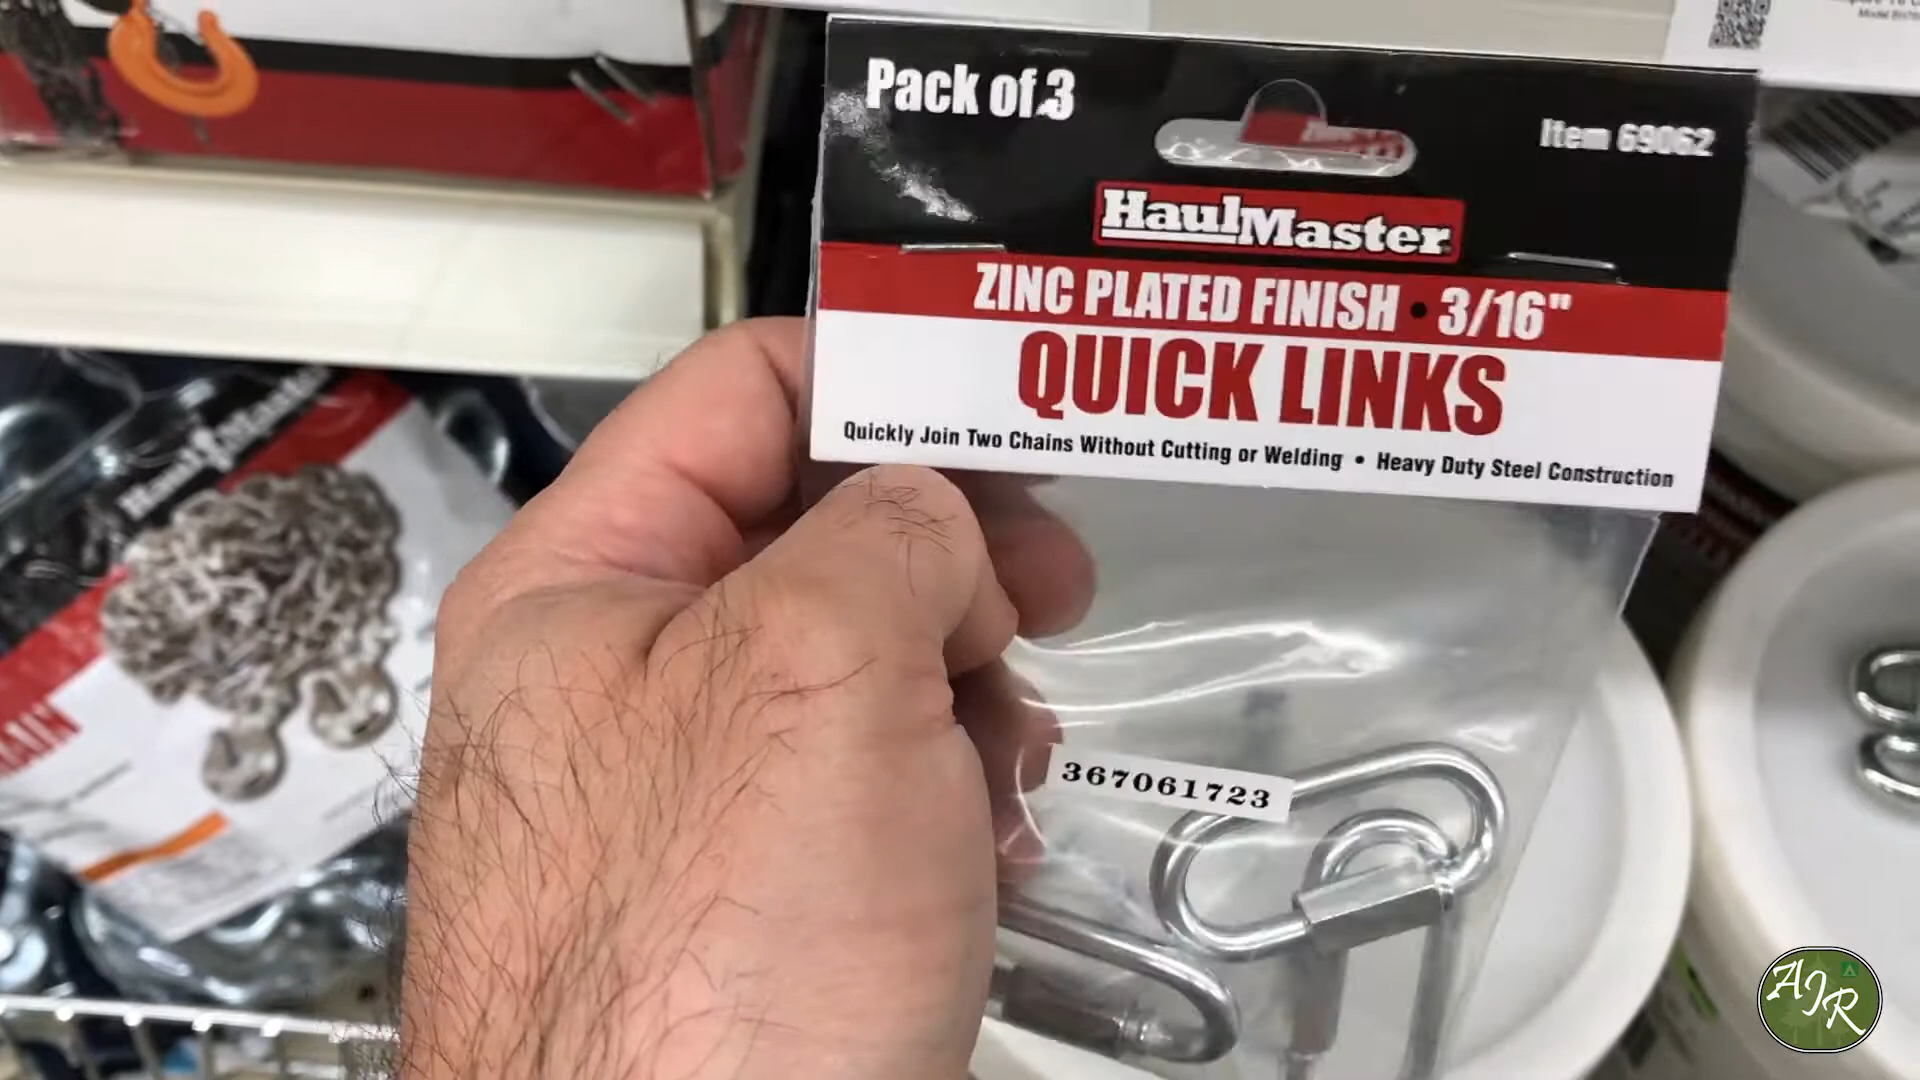 Pack of 3
Item 69062
HaulMaster
ZINC PLATED FINISH • 3/16"
QUICK LINKS
Quickly Join Two Chains Without Cutting or Welding • Heavy Duty Steel Construction
367061723
HaulMaster
AJR